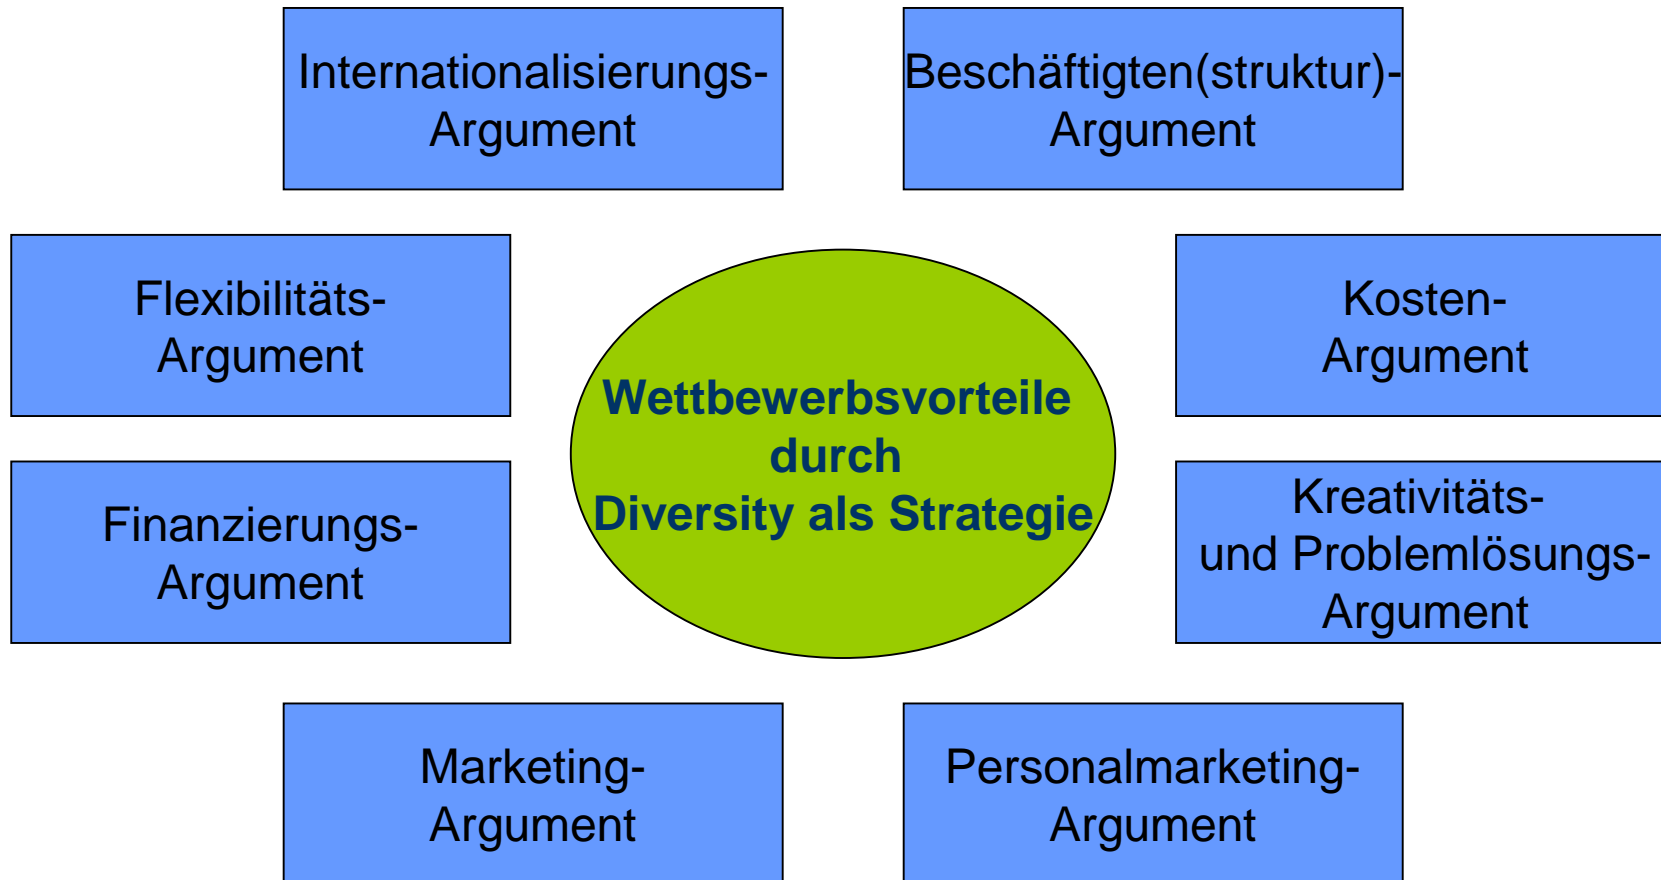 Internationalisierungs-
Argument
Beschäftigten(struktur)-
Argument
Flexibilitäts-
Argument
Kosten-
Argument
Wettbewerbsvorteile
durch
Diversity als Strategie
Finanzierungs-
Argument
Kreativitäts-
und Problemlösungs-
Argument
Marketing-
Argument
Personalmarketing-
Argument